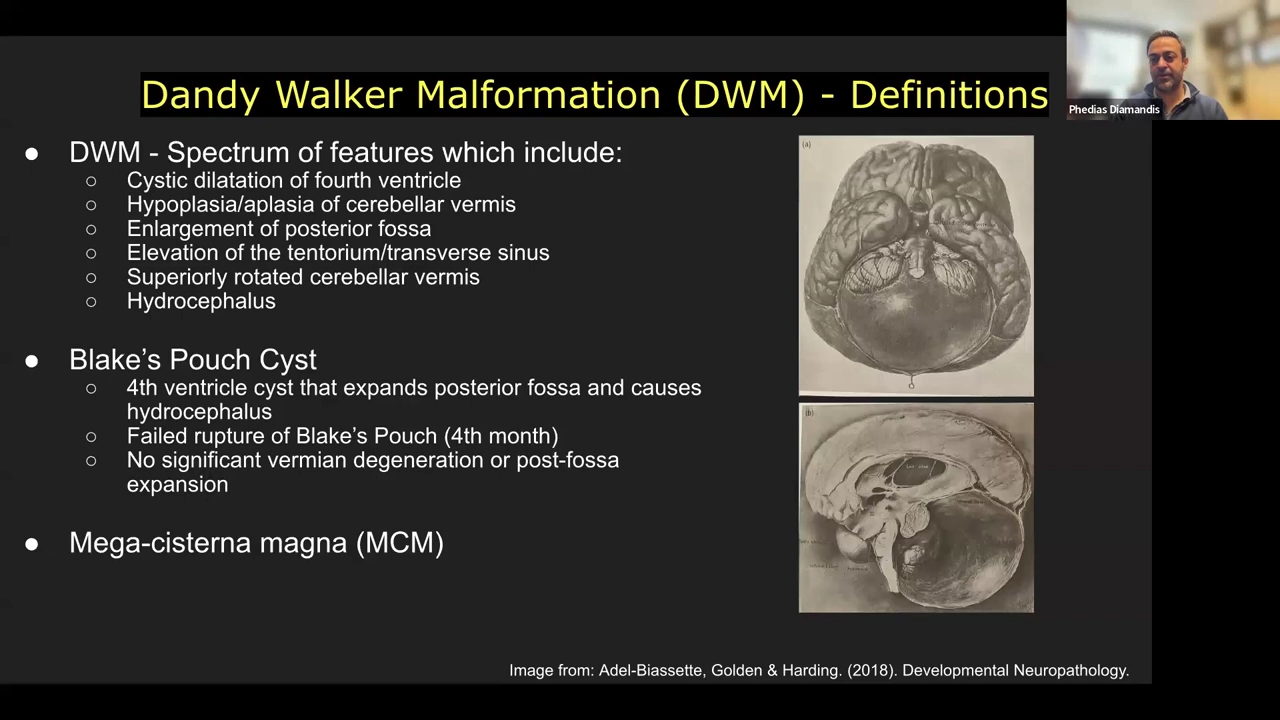 Dandy Walker Malformation (DWM) - Definitions
Phedias Diamandis
● DWM - Spectrum of features which include:
○ Cystic dilatation of fourth ventricle
○ Hypoplasia/aplasia of cerebellar vermis
○ Enlargement of posterior fossa
○ Elevation of the tentorium/transverse sinus
○ Superiorly rotated cerebellar vermis
○ Hydrocephalus
● Blake’s Pouch Cyst
○ 4th ventricle cyst that expands posterior fossa and causes
hydrocephalus
○ Failed rupture of Blake’s Pouch (4th month)
○ No significant vermian degeneration or post-fossa
expansion
● Mega-cisterna magna (MCM)
(a)
(b)
Image from: Adel-Biassette, Golden & Harding. (2018). Developmental Neuropathology.